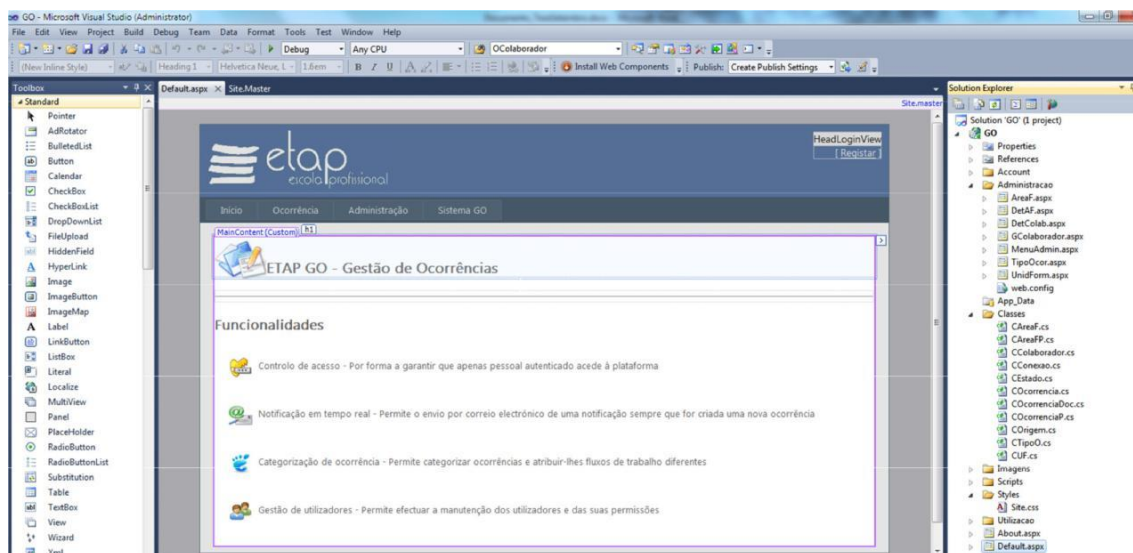 GO - Microsoft Visual Studio (Administrator)
File Edit View Project Build Debug Team Data Format Tools Test Window Help
Debug Any CPU OColaborador
(New Inline Style) Heading 1 Helvetica Neue, L 1.6em B I U Install Web Components Publish: Create Publish Settings
Toolbox
Standard
Pointer
AdRotator
BulletedList
Button
Calendar
CheckBox
CheckBoxList
DropDownList
FileUpload
HiddenField
HyperLink
Image
ImageButton
ImageMap
Label
LinkButton
ListBox
Literal
Localize
MultiView
Panel
PlaceHolder
RadioButton
RadioButtonList
Substitution
Table
TextBox
View
Wizard
Xml
Default.aspx Site.Master
Site.master
etap
escola profissional
HeadLoginView
[ Registar ]
Início Ocorrência Administração Sistema GO
MainContent (Custom) h1
ETAP GO - Gestão de Ocorrências
Funcionalidades
Controlo de acesso - Por forma a garantir que apenas pessoal autenticado acede à plataforma
Notificação em tempo real - Permite o envio por correio electrónico de uma notificação sempre que for criada uma nova ocorrência
Categorização de ocorrência - Permite categorizar ocorrências e atribuir-lhes fluxos de trabalho diferentes
Gestão de utilizadores - Permite efectuar a manutenção dos utilizadores e das suas permissões
Solution Explorer
Solution 'GO' (1 project)
GO
Properties
References
Account
Administracao
AreaF.aspx
DetAF.aspx
DetColab.aspx
GColaborador.aspx
MenuAdmin.aspx
TipoOcor.aspx
UnidForm.aspx
web.config
App_Data
Classes
CAreaF.cs
CAreaFP.cs
CColaborador.cs
CConexao.cs
CEstado.cs
COcorrencia.cs
COcorrenciaDoc.cs
COcorrenciaP.cs
COrigem.cs
CTipoO.cs
CUF.cs
Imagens
Scripts
Styles
Site.css
Utilizacao
About.aspx
Default.aspx